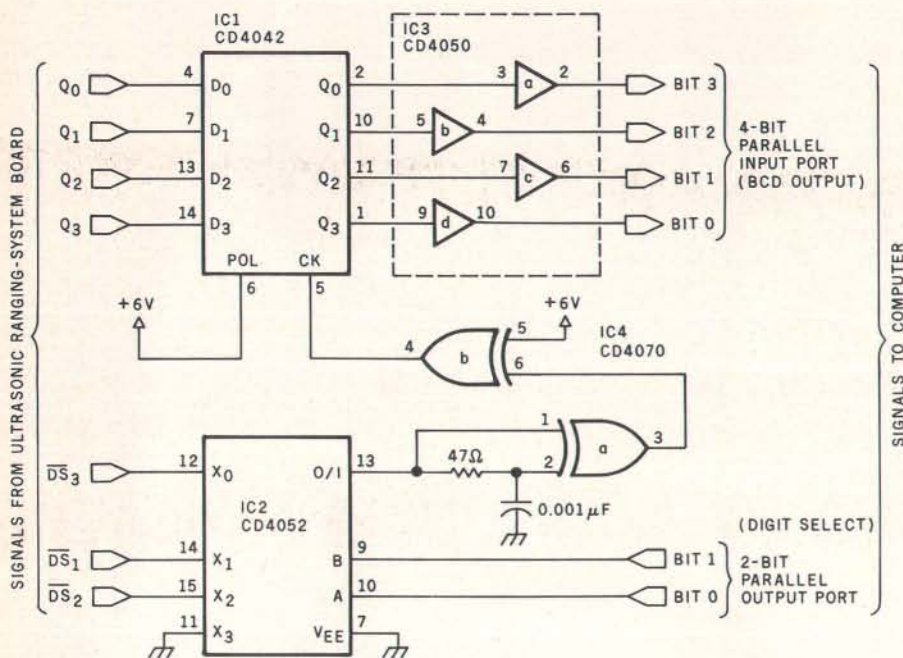 IC1
CD4042
IC3
CD4050
Q0 4 D0 Q0 2 3 a 2 BIT 3
Q1 7 D1 Q1 10 5 b 4 BIT 2
Q2 13 D2 Q2 11 7 c 6 BIT 1
Q3 14 D3 Q3 1 9 d 10 BIT 0
4-BIT
PARALLEL
INPUT PORT
(BCD OUTPUT)
POL CK
6 5
+6V
+6V
IC4
CD4070
4 b 5
6
1
2
a 3
SIGNALS FROM ULTRASONIC RANGING-SYSTEM BOARD
SIGNALS TO COMPUTER
DS3 12 X0 O/I 13 47Ω
0.001μF
IC2
CD4052
DS1 14 X1 B 9 BIT 1
DS2 15 X2 A 10 BIT 0
11 X3 VEE 7
(DIGIT SELECT)
2-BIT
PARALLEL
OUTPUT PORT